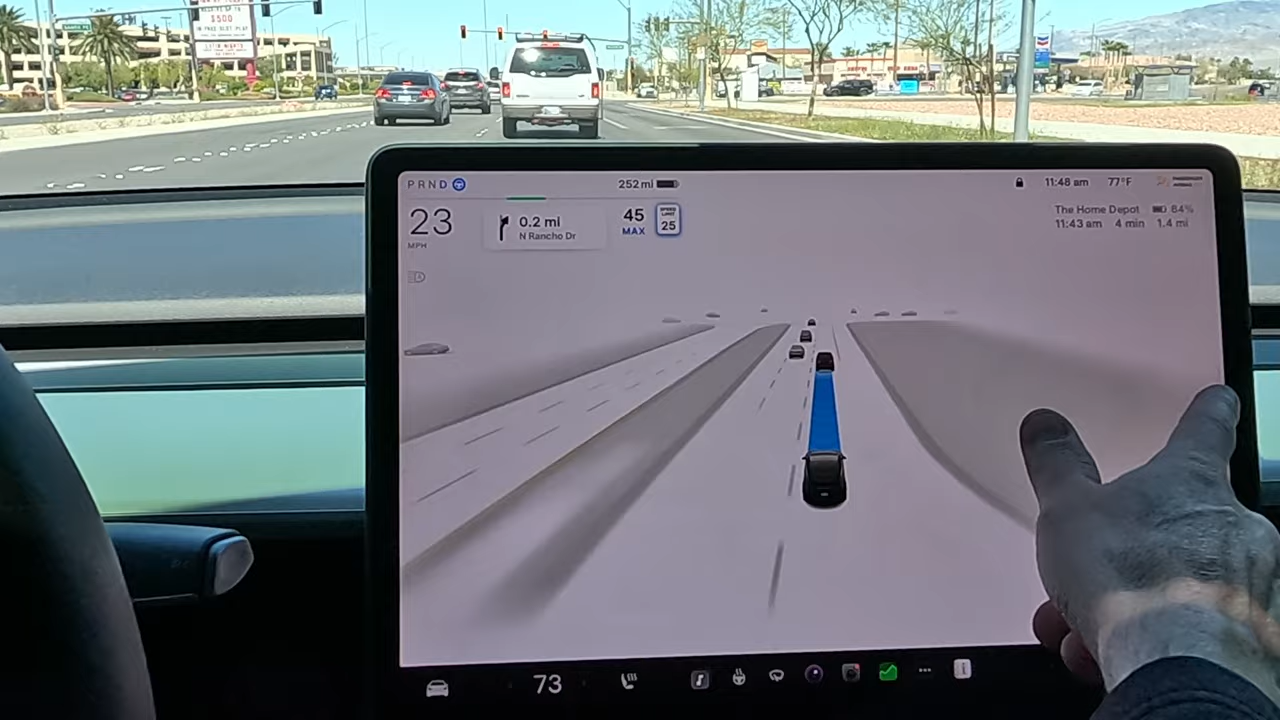 $500
P R N D
252 mi
11:48 am
77°F
23
MPH
0.2 mi
N Rancho Dr
45
MAX
SPEED
LIMIT
25
The Home Depot
84%
11:43 am
4 min
1.4 mi
73